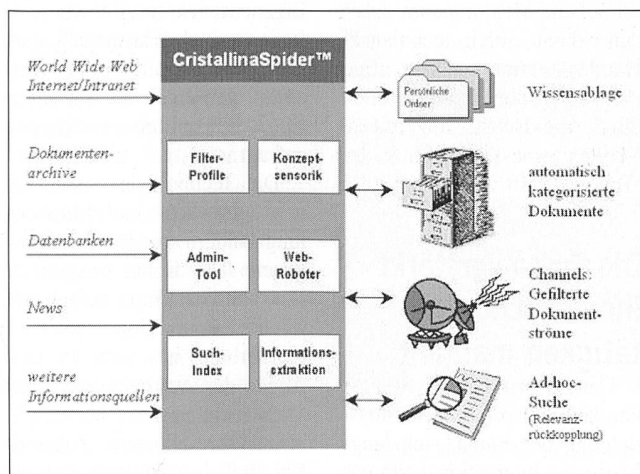 CristallinaSpider™
World Wide Web
Internet/Intranet
Dokumenten-
archive
Datenbanken
News
weitere
Informationsquellen
Filter-
Profile
Konzept-
sensorik
Admin-
Tool
Web-
Roboter
Such-
Index
Informations-
extraktion
Persönliche
Ordner
Wissensablage
automatisch
kategorisierte
Dokumente
Channels:
Gefilterte
Dokument-
ströme
Ad-hoc-
Suche
(Relevanz-
rückkopplung)